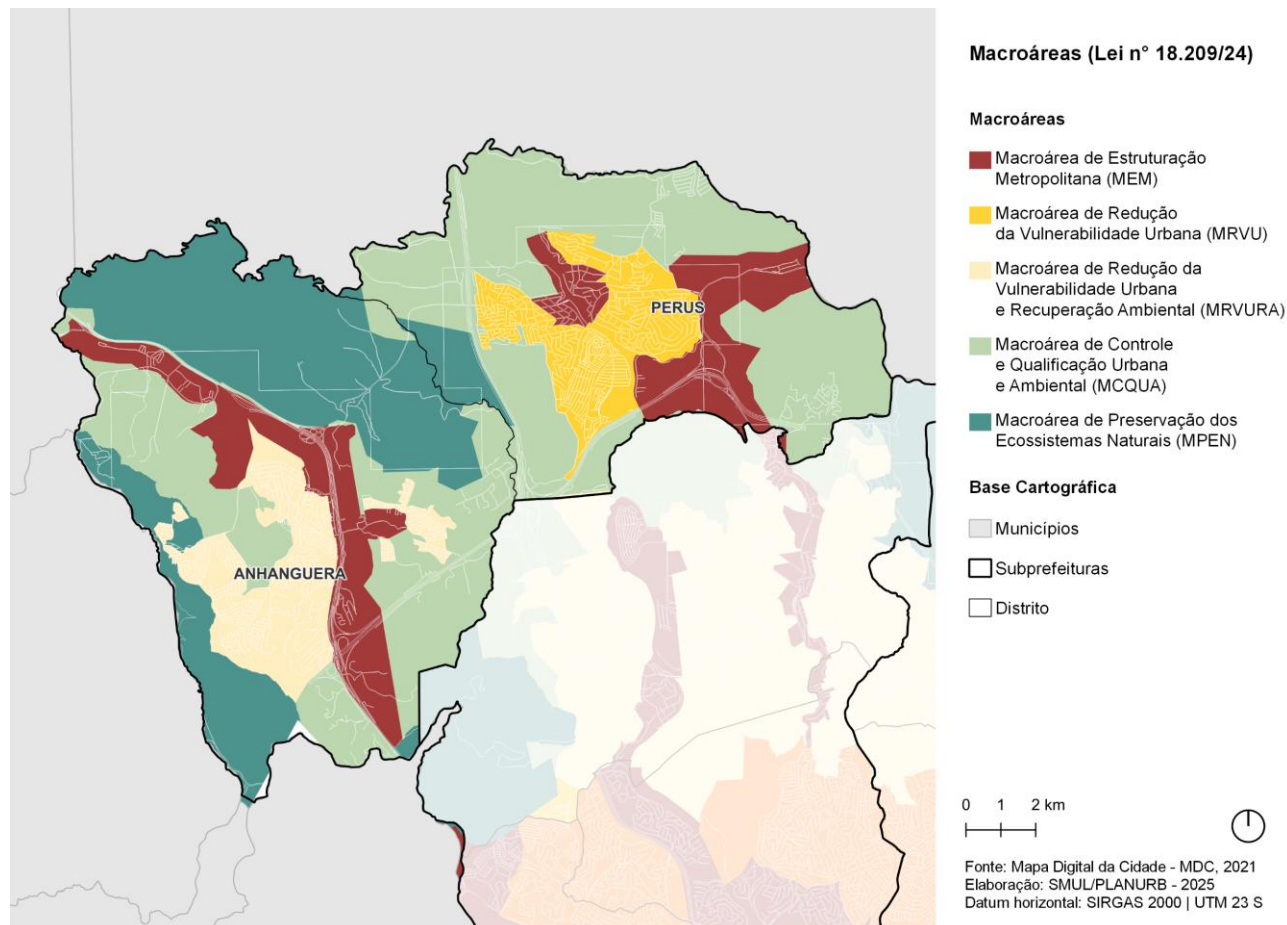 Macroáreas (Lei n° 18.209/24)
Macroáreas
Macroárea de Estruturação
Metropolitana (MEM)
Macroárea de Redução
da Vulnerabilidade Urbana (MRVU)
Macroárea de Redução da
Vulnerabilidade Urbana
e Recuperação Ambiental (MRVURA)
Macroárea de Controle
e Qualificação Urbana
e Ambiental (MCQUA)
Macroárea de Preservação dos
Ecossistemas Naturais (MPEN)
Base Cartográfica
Municípios
Subprefeituras
Distrito
PERUS
ANHANGUERA
0 1 2 km
Fonte: Mapa Digital da Cidade - MDC, 2021
Elaboração: SMUL/PLANURB - 2025
Datum horizontal: SIRGAS 2000 | UTM 23 S